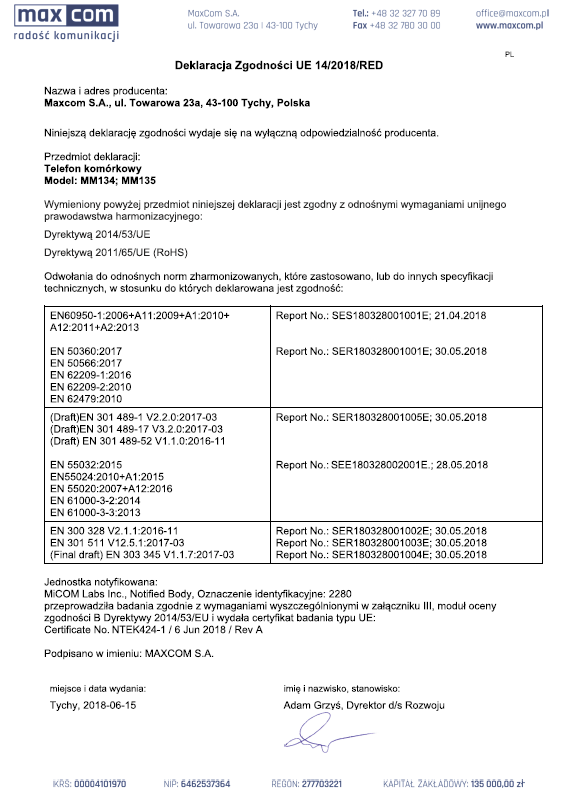 maxcom
radość komunikacji
MaxCom S.A.
ul. Towarowa 23a | 43-100 Tychy
Tel.: +48 32 327 70 89
Fax +48 32 780 30 00
office@maxcom.pl
www.maxcom.pl
PL
Deklaracja Zgodności UE 14/2018/RED
Nazwa i adres producenta:
Maxcom S.A., ul. Towarowa 23a, 43-100 Tychy, Polska
Niniejszą deklarację zgodności wydaje się na wyłączną odpowiedzialność producenta.
Przedmiot deklaracji:
Telefon komórkowy
Model: MM134; MM135
Wymieniony powyżej przedmiot niniejszej deklaracji jest zgodny z odnośnymi wymaganiami unijnego
prawodawstwa harmonizacyjnego:
Dyrektywą 2014/53/UE
Dyrektywą 2011/65/UE (RoHS)
Odwołania do odnośnych norm zharmonizowanych, które zastosowano, lub do innych specyfikacji
technicznych, w stosunku do których deklarowana jest zgodność:
EN60950-1:2006+A11:2009+A1:2010+
A12:2011+A2:2013
Report No.: SES180328001001E; 21.04.2018
EN 50360:2017
EN 50566:2017
EN 62209-1:2016
EN 62209-2:2010
EN 62479:2010
Report No.: SER180328001001E; 30.05.2018
(Draft)EN 301 489-1 V2.2.0:2017-03
(Draft)EN 301 489-17 V3.2.0:2017-03
(Draft) EN 301 489-52 V1.1.0:2016-11
Report No.: SER180328001005E; 30.05.2018
EN 55032:2015
EN55024:2010+A1:2015
EN 55020:2007+A12:2016
EN 61000-3-2:2014
EN 61000-3-3:2013
Report No.: SEE180328002001E.; 28.05.2018
EN 300 328 V2.1.1:2016-11
EN 301 511 V12.5.1:2017-03
(Final draft) EN 303 345 V1.1.7:2017-03
Report No.: SER180328001002E; 30.05.2018
Report No.: SER180328001003E; 30.05.2018
Report No.: SER180328001004E; 30.05.2018
Jednostka notyfikowana:
MiCOM Labs Inc., Notified Body, Oznaczenie identyfikacyjne: 2280
przeprowadziła badania zgodnie z wymaganiami wyszczególnionymi w załączniku III, moduł oceny
zgodności B Dyrektywy 2014/53/EU i wydała certyfikat badania typu UE:
Certificate No. NTEK424-1 / 6 Jun 2018 / Rev A
Podpisano w imieniu: MAXCOM S.A.
miejsce i data wydania:
Tychy, 2018-06-15
imię i nazwisko, stanowisko:
Adam Grzyś, Dyrektor d/s Rozwoju
KRS: 00004101970
NIP: 6462537364
REGON: 277703221
KAPITAŁ ZAKŁADOWY: 135 000,00 zł